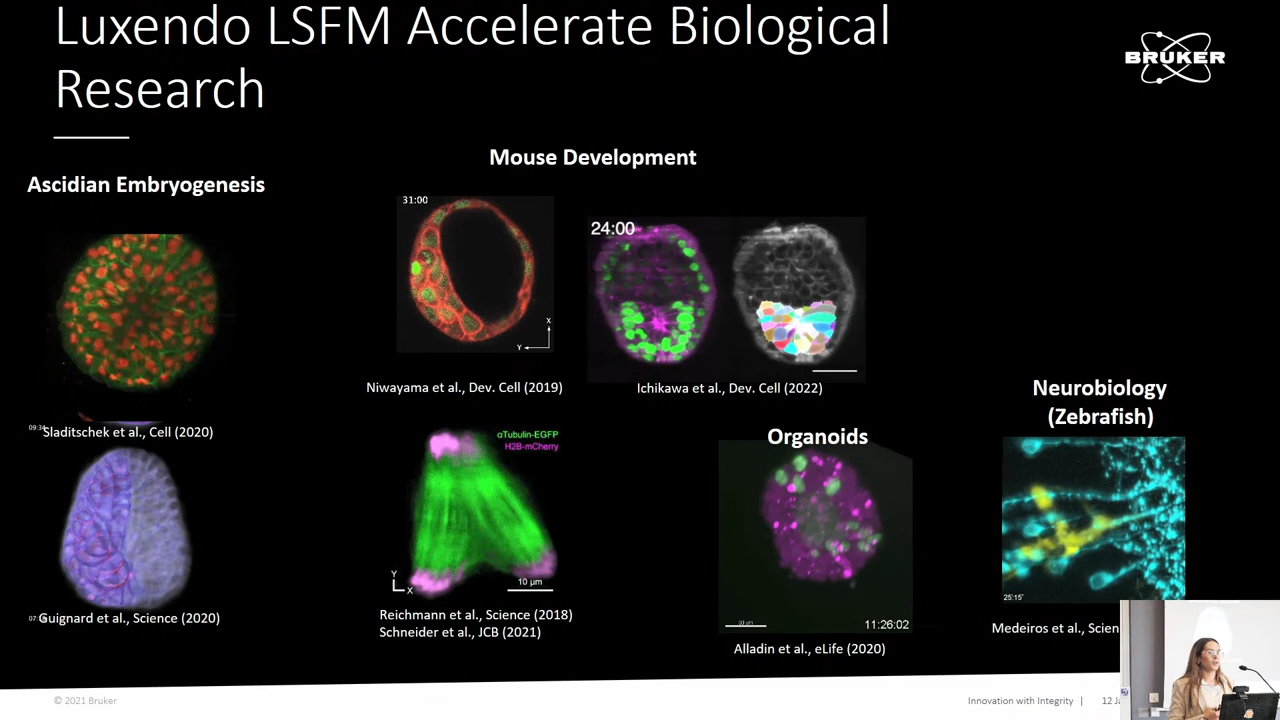 Luxendo LSFM Accelerate Biological
Research
BRUKER
Mouse Development
Ascidian Embryogenesis
31:00
X
Y
24:00
Niwayama et al., Dev. Cell (2019)
Ichikawa et al., Dev. Cell (2022)
Neurobiology
(Zebrafish)
Sladitschek et al., Cell (2020)
αTubulin-EGFP
H2B-mCherry
Organoids
Y
X
10 μm
25'15"
11:26:02
Guignard et al., Science (2020)
Reichmann et al., Science (2018)
Schneider et al., JCB (2021)
Medeiros et al., Scien
Alladin et al., eLife (2020)
© 2021 Bruker
Innovation with Integrity |
12 J